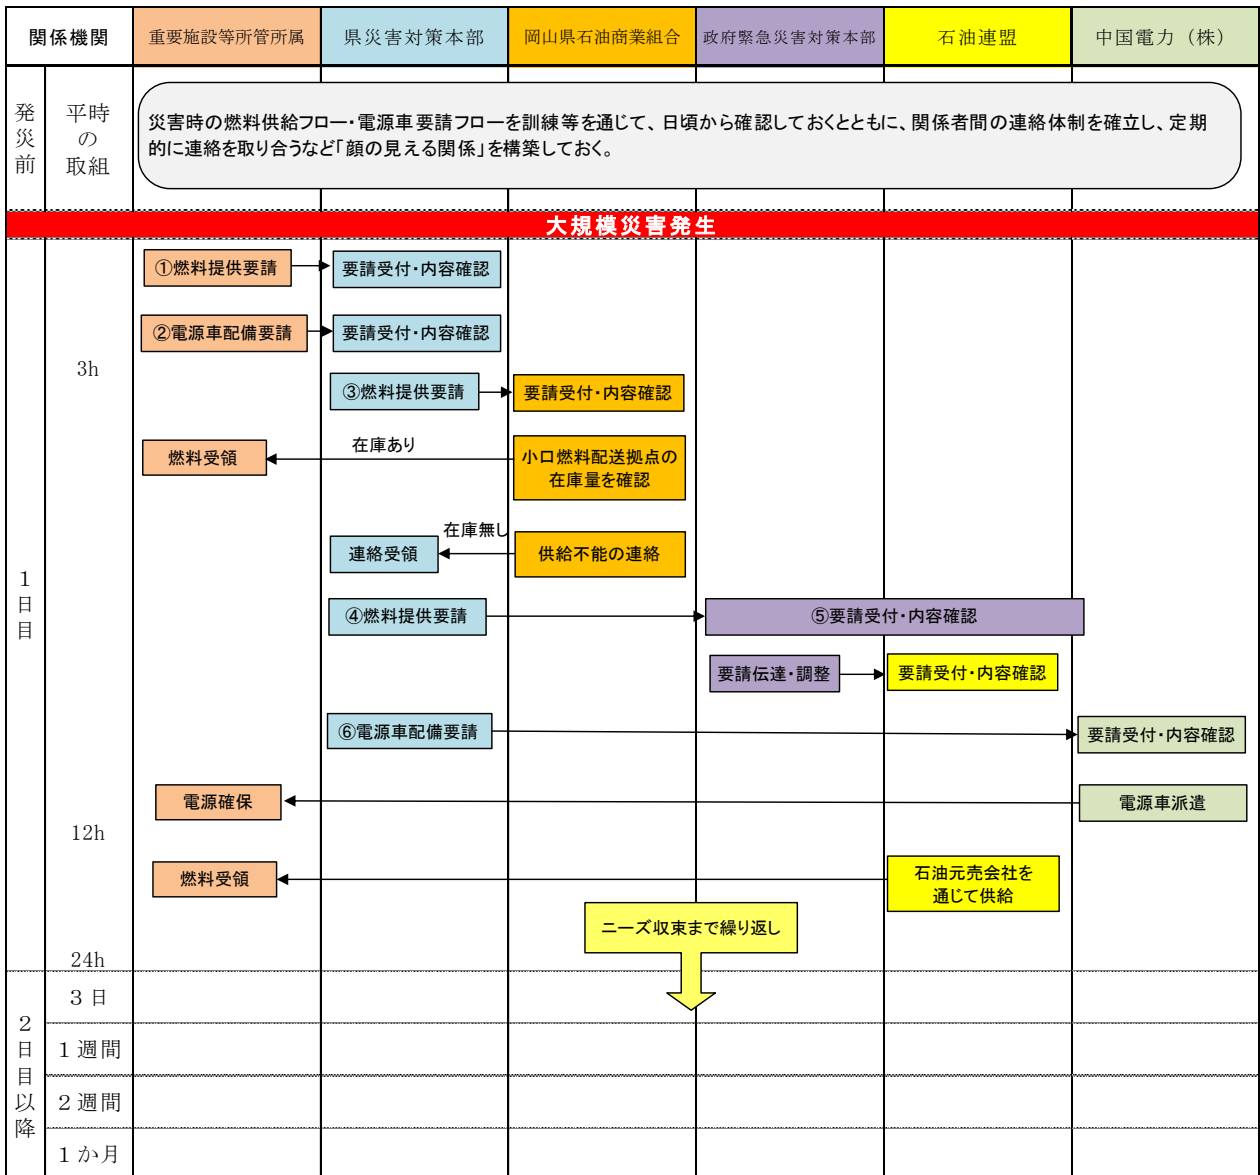 関係機関
重要施設等所管所属
県災害対策本部
岡山県石油商業組合
政府緊急災害対策本部
石油連盟
中国電力（株）
発災前
平時
の
取組
災害時の燃料供給フロー・電源車要請フローを訓練等を通じて、日頃から確認しておくとともに、関係者間の連絡体制を確立し、定期
的に連絡を取り合うなど「顔の見える関係」を構築しておく。
大規模災害発生
1日目
①燃料提供要請
要請受付・内容確認
②電源車配備要請
要請受付・内容確認
3h
③燃料提供要請
要請受付・内容確認
燃料受領
在庫あり
小口燃料配送拠点の
在庫量を確認
連絡受領
在庫無し
供給不能の連絡
④燃料提供要請
⑤要請受付・内容確認
要請伝達・調整
要請受付・内容確認
⑥電源車配備要請
要請受付・内容確認
電源確保
電源車派遣
12h
燃料受領
石油元売会社を
通じて供給
ニーズ収束まで繰り返し
24h
2日目以降
3日
1週間
2週間
1か月